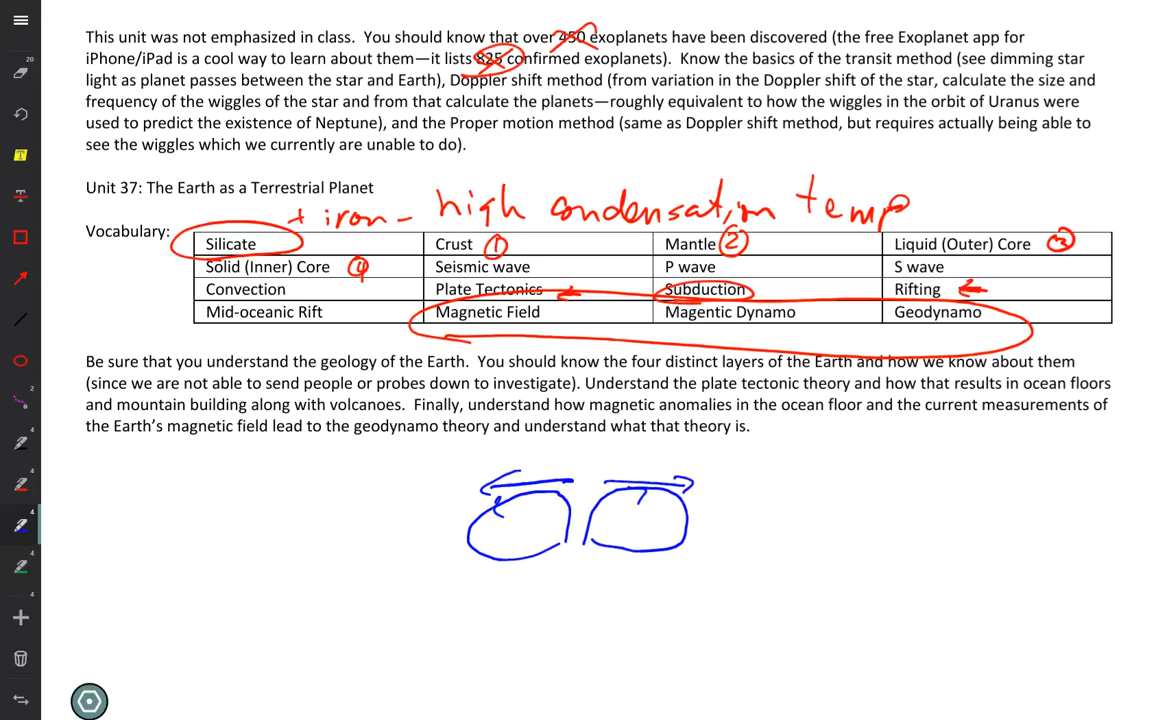 This unit was not emphasized in class. You should know that over 450 exoplanets have been discovered (the free Exoplanet app for
iPhone/iPad is a cool way to learn about them—it lists 825 confirmed exoplanets). Know the basics of the transit method (see dimming star
light as planet passes between the star and Earth), Doppler shift method (from variation in the Doppler shift of the star, calculate the size and
frequency of the wiggles of the star and from that calculate the planets—roughly equivalent to how the wiggles in the orbit of Uranus were
used to predict the existence of Neptune), and the Proper motion method (same as Doppler shift method, but requires actually being able to
see the wiggles which we currently are unable to do).
Unit 37: The Earth as a Terrestrial Planet
+ iron - high condensation temp
Vocabulary:
Silicate Crust 1 Mantle 2 Liquid (Outer) Core 3
Solid (Inner) Core 4 Seismic wave P wave S wave
Convection Plate Tectonics Subduction Rifting
Mid-oceanic Rift Magnetic Field Magentic Dynamo Geodynamo
Be sure that you understand the geology of the Earth. You should know the four distinct layers of the Earth and how we know about them
(since we are not able to send people or probes down to investigate). Understand the plate tectonic theory and how that results in ocean floors
and mountain building along with volcanoes. Finally, understand how magnetic anomalies in the ocean floor and the current measurements of
the Earth's magnetic field lead to the geodynamo theory and understand what that theory is.